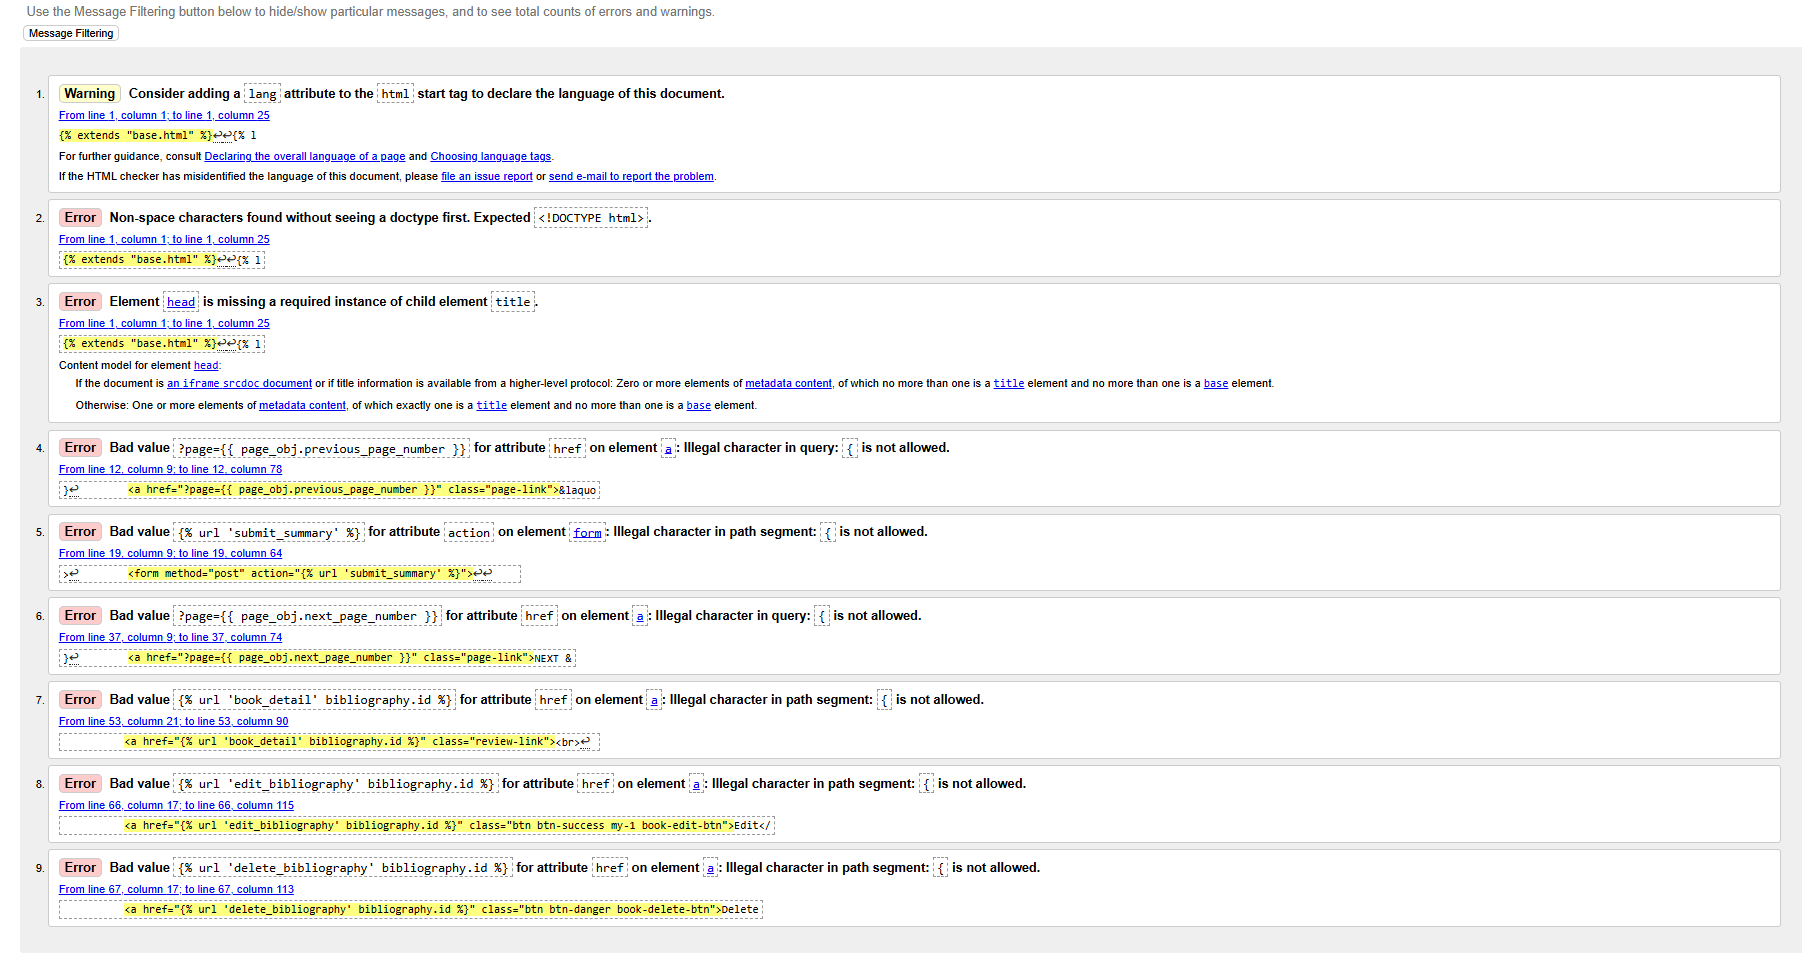 Use the Message Filtering button below to hide/show particular messages, and to see total counts of errors and warnings.
Message Filtering
1. Warning Consider adding a lang attribute to the html start tag to declare the language of this document.
From line 1, column 1; to line 1, column 25
{% extends "base.html" %}↩↩{% l
For further guidance, consult Declaring the overall language of a page and Choosing language tags.
If the HTML checker has misidentified the language of this document, please file an issue report or send e-mail to report the problem.
2. Error Non-space characters found without seeing a doctype first. Expected <!DOCTYPE html>.
From line 1, column 1; to line 1, column 25
{% extends "base.html" %}↩↩{% l
3. Error Element head is missing a required instance of child element title.
From line 1, column 1; to line 1, column 25
{% extends "base.html" %}↩↩{% l
Content model for element head:
If the document is an iframe srcdoc document or if title information is available from a higher-level protocol: Zero or more elements of metadata content, of which no more than one is a title element and no more than one is a base element.
Otherwise: One or more elements of metadata content, of which exactly one is a title element and no more than one is a base element.
4. Error Bad value ?page={{ page_obj.previous_page_number }} for attribute href on element a: Illegal character in query: { is not allowed.
From line 12, column 9; to line 12, column 78
}↩ <a href="?page={{ page_obj.previous_page_number }}" class="page-link">&laquo
5. Error Bad value {% url 'submit_summary' %} for attribute action on element form: Illegal character in path segment: { is not allowed.
From line 19, column 9; to line 19, column 64
>↩ <form method="post" action="{% url 'submit_summary' %}">↩↩
6. Error Bad value ?page={{ page_obj.next_page_number }} for attribute href on element a: Illegal character in query: { is not allowed.
From line 37, column 9; to line 37, column 74
}↩ <a href="?page={{ page_obj.next_page_number }}" class="page-link">NEXT &
7. Error Bad value {% url 'book_detail' bibliography.id %} for attribute href on element a: Illegal character in path segment: { is not allowed.
From line 53, column 21; to line 53, column 90
<a href="{% url 'book_detail' bibliography.id %}" class="review-link"><br>↩
8. Error Bad value {% url 'edit_bibliography' bibliography.id %} for attribute href on element a: Illegal character in path segment: { is not allowed.
From line 66, column 17; to line 66, column 115
<a href="{% url 'edit_bibliography' bibliography.id %}" class="btn btn-success my-1 book-edit-btn">Edit</
9. Error Bad value {% url 'delete_bibliography' bibliography.id %} for attribute href on element a: Illegal character in path segment: { is not allowed.
From line 67, column 17; to line 67, column 113
<a href="{% url 'delete_bibliography' bibliography.id %}" class="btn btn-danger book-delete-btn">Delete